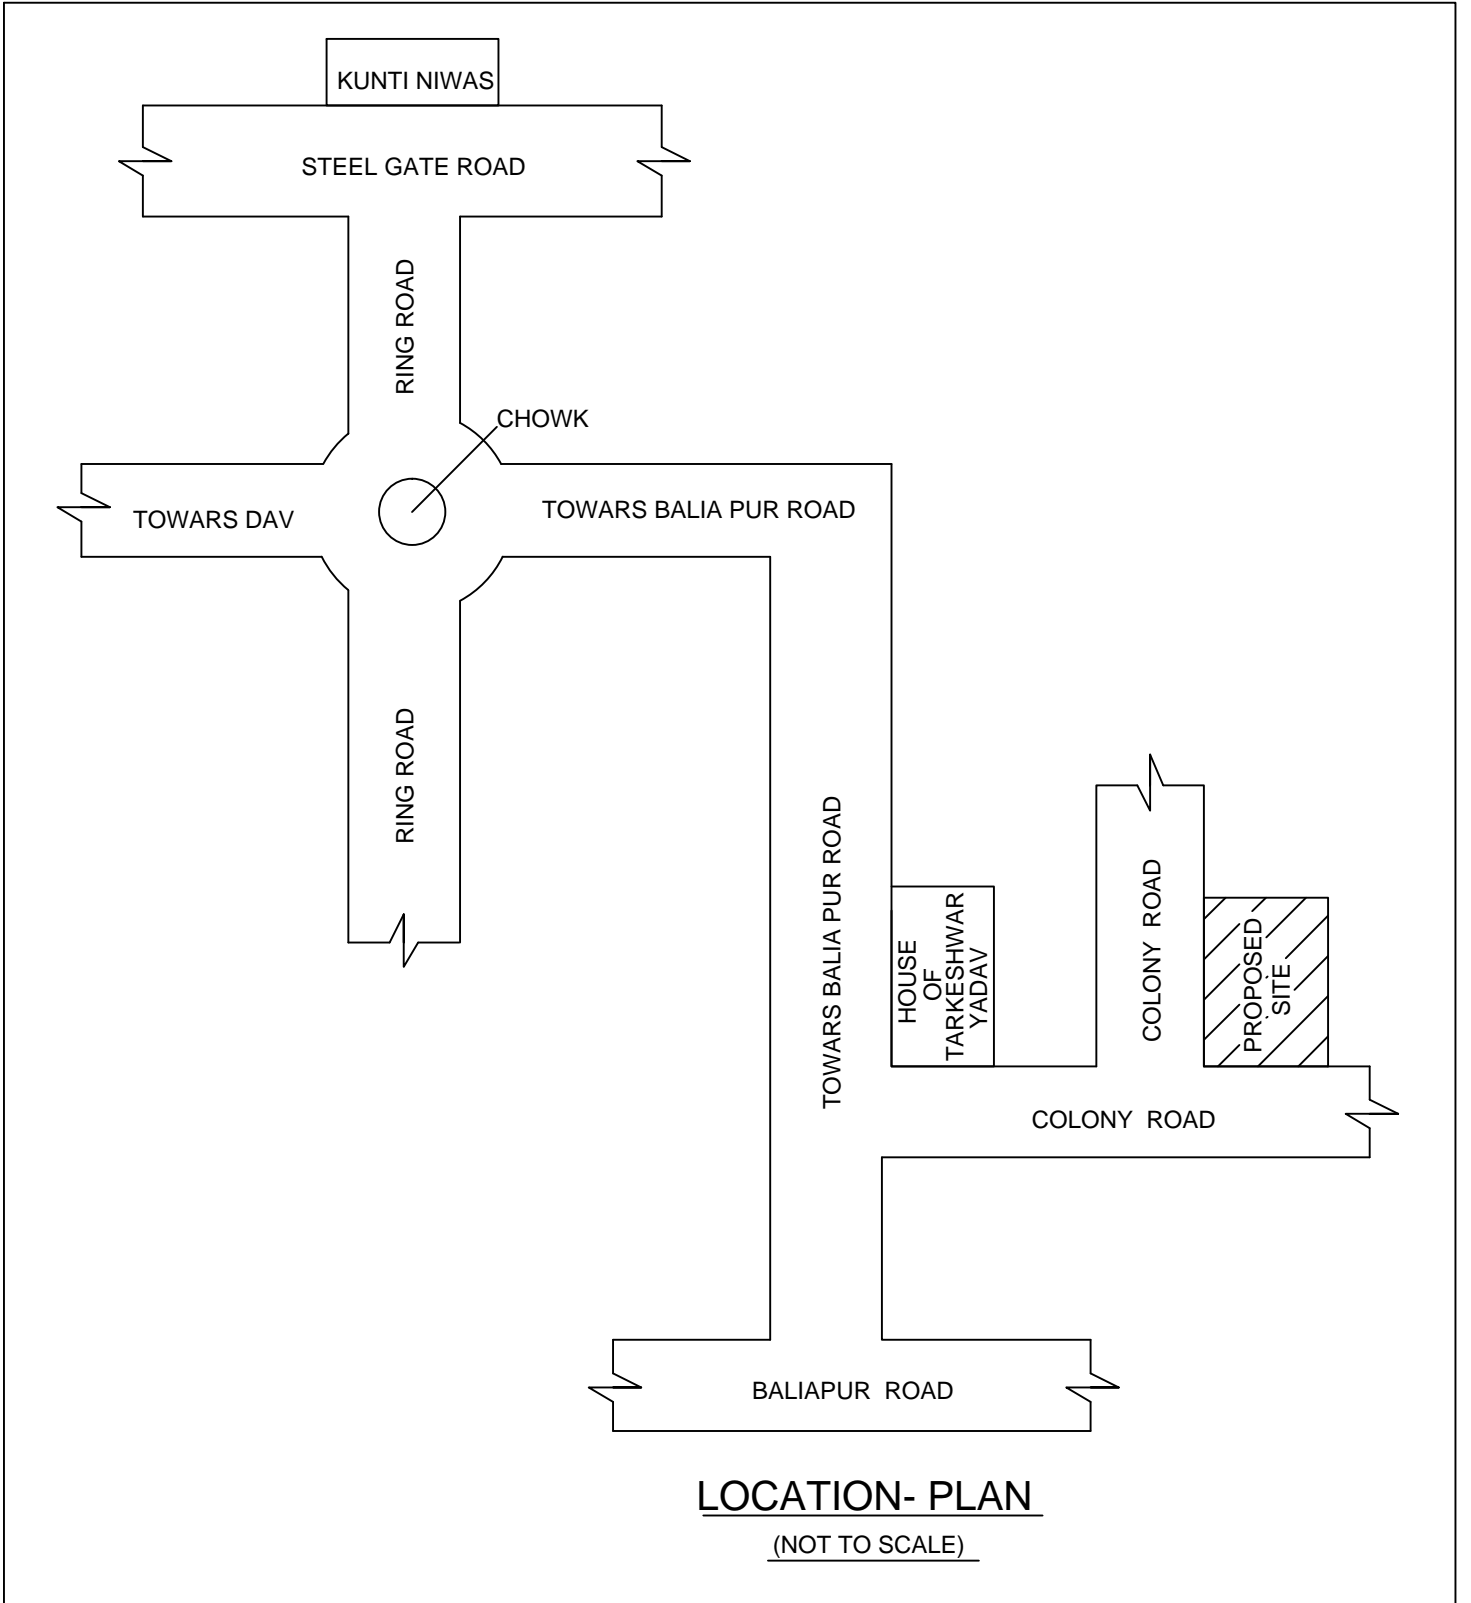 KUNTI NIWAS
STEEL GATE ROAD
RING ROAD
CHOWK
TOWARS DAV
TOWARS BALIA PUR ROAD
RING ROAD
TOWARS BALIA PUR ROAD
HOUSE
OF
TARKESHWAR
YADAV
COLONY ROAD
PROPOSED
SITE
COLONY ROAD
BALIAPUR ROAD
LOCATION- PLAN
(NOT TO SCALE)